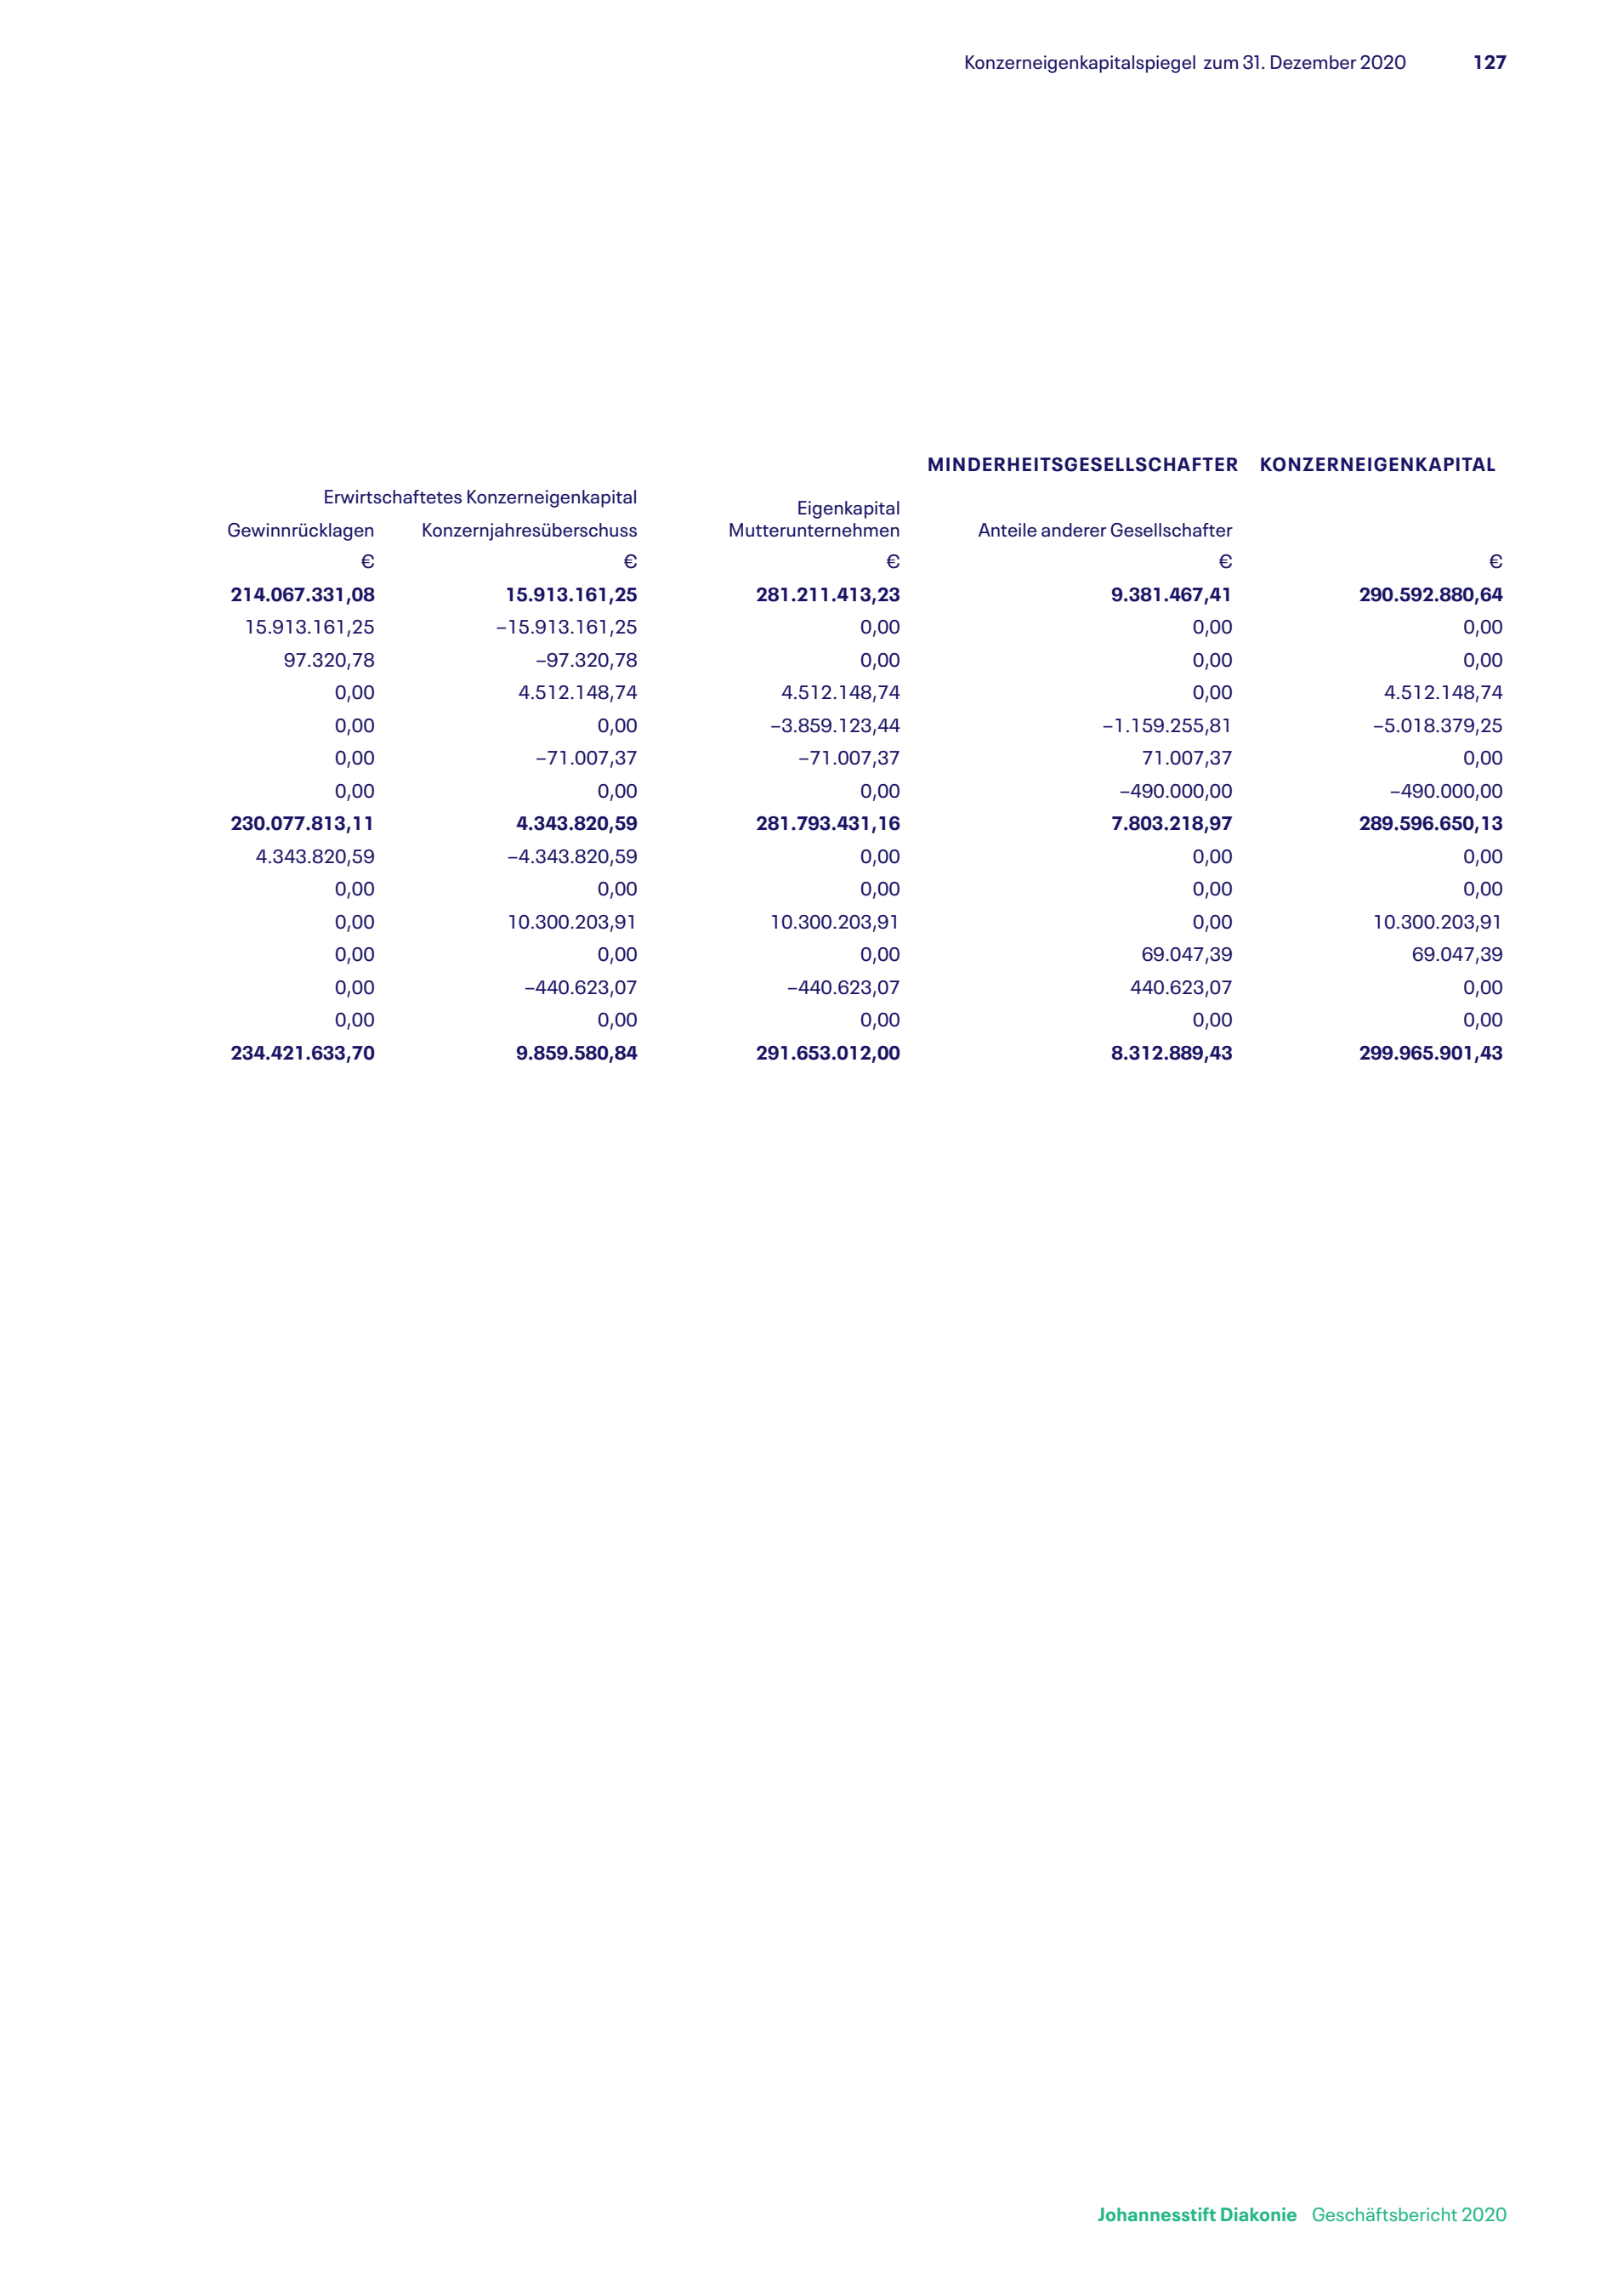 Konzerneigenkapitalspiegel zum 31. Dezember 2020 127
MINDERHEITSGESELLSCHAFTER KONZERNEIGENKAPITAL
Erwirtschaftetes Konzerneigenkapital
Eigenkapital
Gewinnrücklagen Konzernjahresüberschuss Mutterunternehmen Anteile anderer Gesellschafter
€ € € € €
214.067.331,08 15.913.161,25 281.211.413,23 9.381.467,41 290.592.880,64
15.913.161,25 –15.913.161,25 0,00 0,00 0,00
97.320,78 –97.320,78 0,00 0,00 0,00
0,00 4.512.148,74 4.512.148,74 0,00 4.512.148,74
0,00 0,00 –3.859.123,44 –1.159.255,81 –5.018.379,25
0,00 –71.007,37 –71.007,37 71.007,37 0,00
0,00 0,00 0,00 –490.000,00 –490.000,00
230.077.813,11 4.343.820,59 281.793.431,16 7.803.218,97 289.596.650,13
4.343.820,59 –4.343.820,59 0,00 0,00 0,00
0,00 0,00 0,00 0,00 0,00
0,00 10.300.203,91 10.300.203,91 0,00 10.300.203,91
0,00 0,00 0,00 69.047,39 69.047,39
0,00 –440.623,07 –440.623,07 440.623,07 0,00
0,00 0,00 0,00 0,00 0,00
234.421.633,70 9.859.580,84 291.653.012,00 8.312.889,43 299.965.901,43
Johannesstift Diakonie Geschäftsbericht 2020